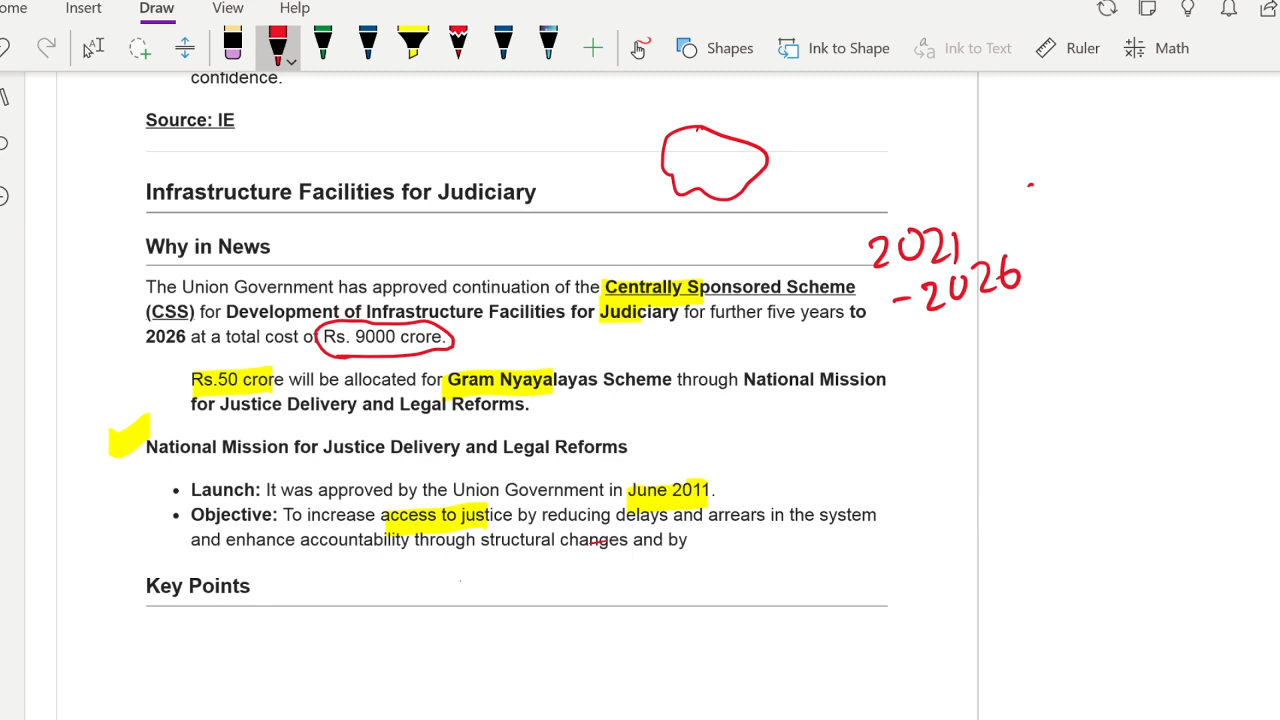 ome Draw View Help
Insert
Shapes Ink to Shape Ink to Text Ruler Math
confidence.
Source: IE
Infrastructure Facilities for Judiciary
Why in News
2021
-2026
The Union Government has approved continuation of the Centrally Sponsored Scheme
(CSS) for Development of Infrastructure Facilities for Judiciary for further five years to
2026 at a total cost of Rs. 9000 crore.
Rs.50 crore will be allocated for Gram Nyayalayas Scheme through National Mission
for Justice Delivery and Legal Reforms.
National Mission for Justice Delivery and Legal Reforms
• Launch: It was approved by the Union Government in June 2011.
• Objective: To increase access to justice by reducing delays and arrears in the system
and enhance accountability through structural changes and by
Key Points